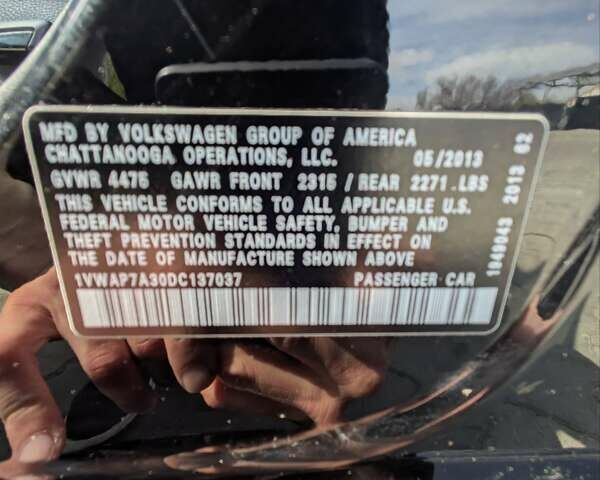 MFD BY VOLKSWAGEN GROUP OF AMERICA
CHATTANOOGA OPERATIONS, LLC. 05/2013
GVWR 4475 GAWR FRONT 2315 / REAR 2271 LBS
THIS VEHICLE CONFORMS TO ALL APPLICABLE U.S.
FEDERAL MOTOR VEHICLE SAFETY, BUMPER AND
THEFT PREVENTION STANDARDS IN EFFECT ON
THE DATE OF MANUFACTURE SHOWN ABOVE
1VWAP7A30DC137037 PASSENGER CAR
2013 62